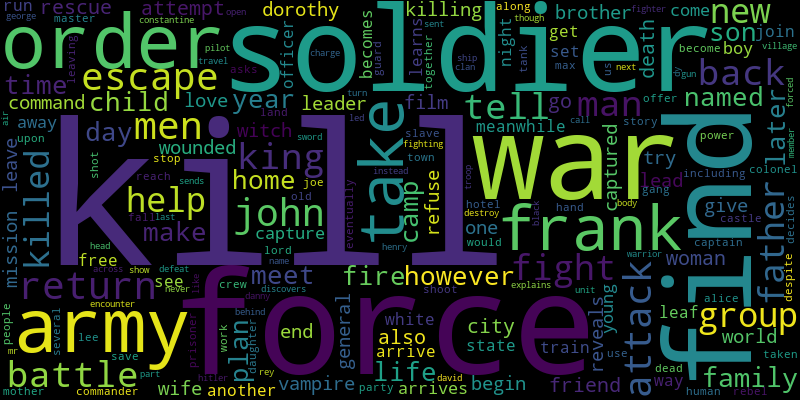 run
rescue
master
constantine
attempt
open
dorothy
killing
fighter
along
brother
come
new
george
though
pilot
travel
order
soldier
officer
becomes
learns
together
sent
night
get
set
death
son
join
boy
become
village
leaving
asks
guard
clan
ship
tank
max
us
next
time
escape
charge
back
ogun
forced
command
child
love
year
leader
film
tell
go
man
named
offer
air
away
day
men
witch
land
turn
led
slave
meanwhile
call
story
power
member
upon
wounded
king
sword
fighting
town
captured
try
including
colonel
leave
shot
stop
kill
take
war
find
lead
gang
reach
sends
instead
troop
hotel
body
mission
killed
help
home
joe
camp
refuse
destroy
hand
castle
father
later
decides
fall
last
old
eventually
john
one
black
frank
give
captain
make
capture
henry
would
warrior
woman
head
lord
name
free
across
show
defeat
return
see
never
like
crew
discovers
meet
fire
however
fight
attack
despite
encounter
danny
shoot
explains
unit
young
alice
people
army
force
prisoner
behind
general
white
city
reveals
leaf
group
mr
several
lee
work
daughter
end
also
state
train
use
world
save
plan
arrive
dead
taken
battle
part
hitler
rey
life
begin
friend
way
family
mother
commander
wife
another
vampire
party
david
arrives
human
rebel